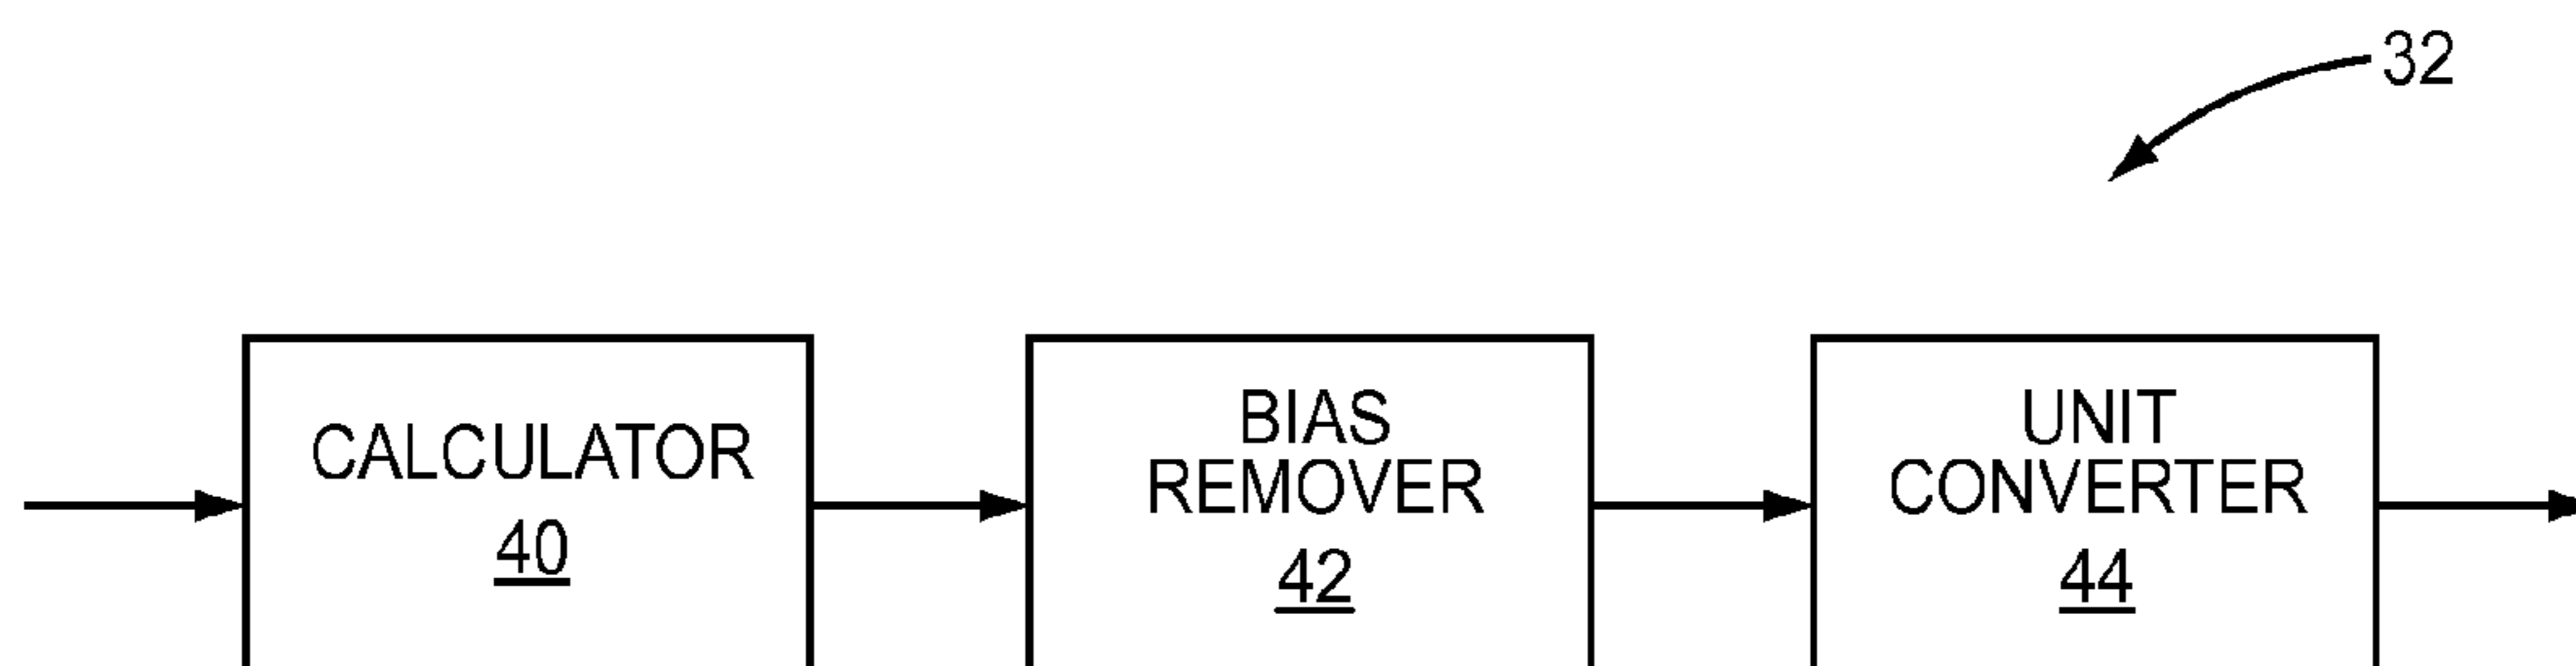 32
CALCULATOR
40
BIAS
REMOVER
42
UNIT
CONVERTER
44